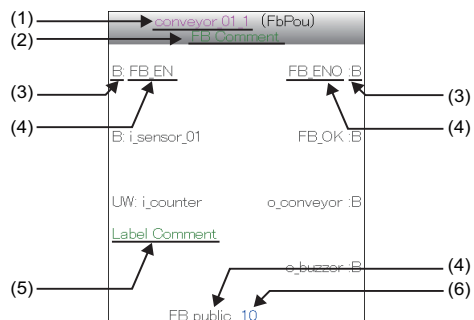 (1) conveyor_01_1 (FbPou)
(2) FB Comment
B: FB_EN FB_ENO :B
(3) (3)
(4) (4)
B: i_sensor_01 FB_OK :B
UW: i_counter o_conveyor :B
Label Comment
(5) o_buzzer :B (4)
(6)
FB public 10